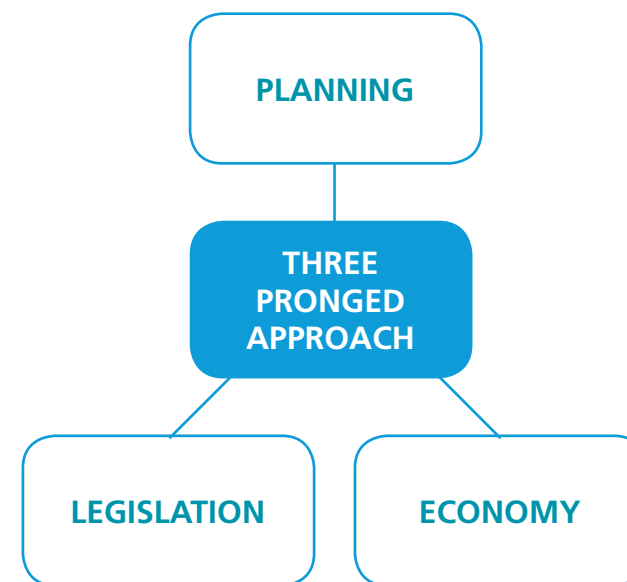 PLANNING
THREE
PRONGED
APPROACH
LEGISLATION
ECONOMY